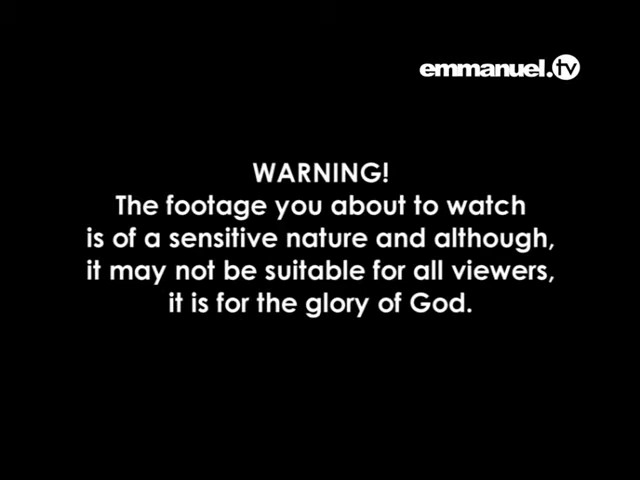 emmanuel.tv
WARNING!
The footage you about to watch
is of a sensitive nature and although,
it may not be suitable for all viewers,
it is for the glory of God.